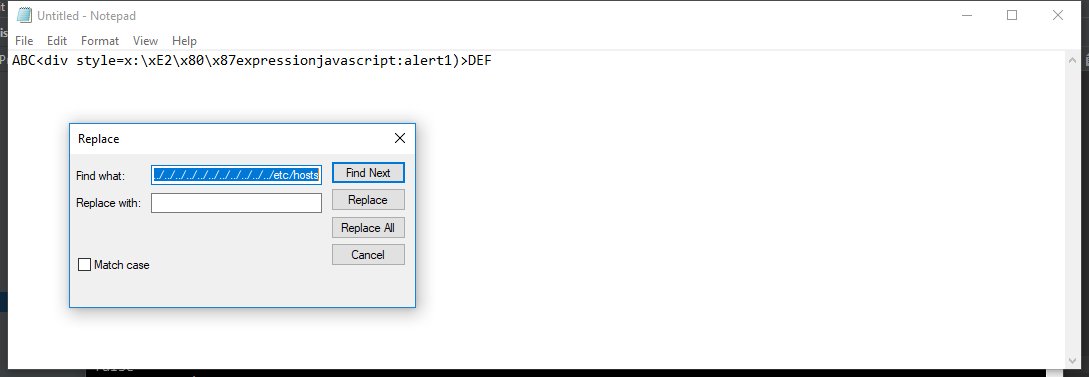 Untitled - Notepad
File Edit Format View Help
ABC<div style=x:\xE2\x80\x87expressionjavascript:alert1)>DEF
Replace
Find what: ../../../../../../../../../../../etc/hosts Find Next
Replace with: Replace
Replace All
Cancel
Match case